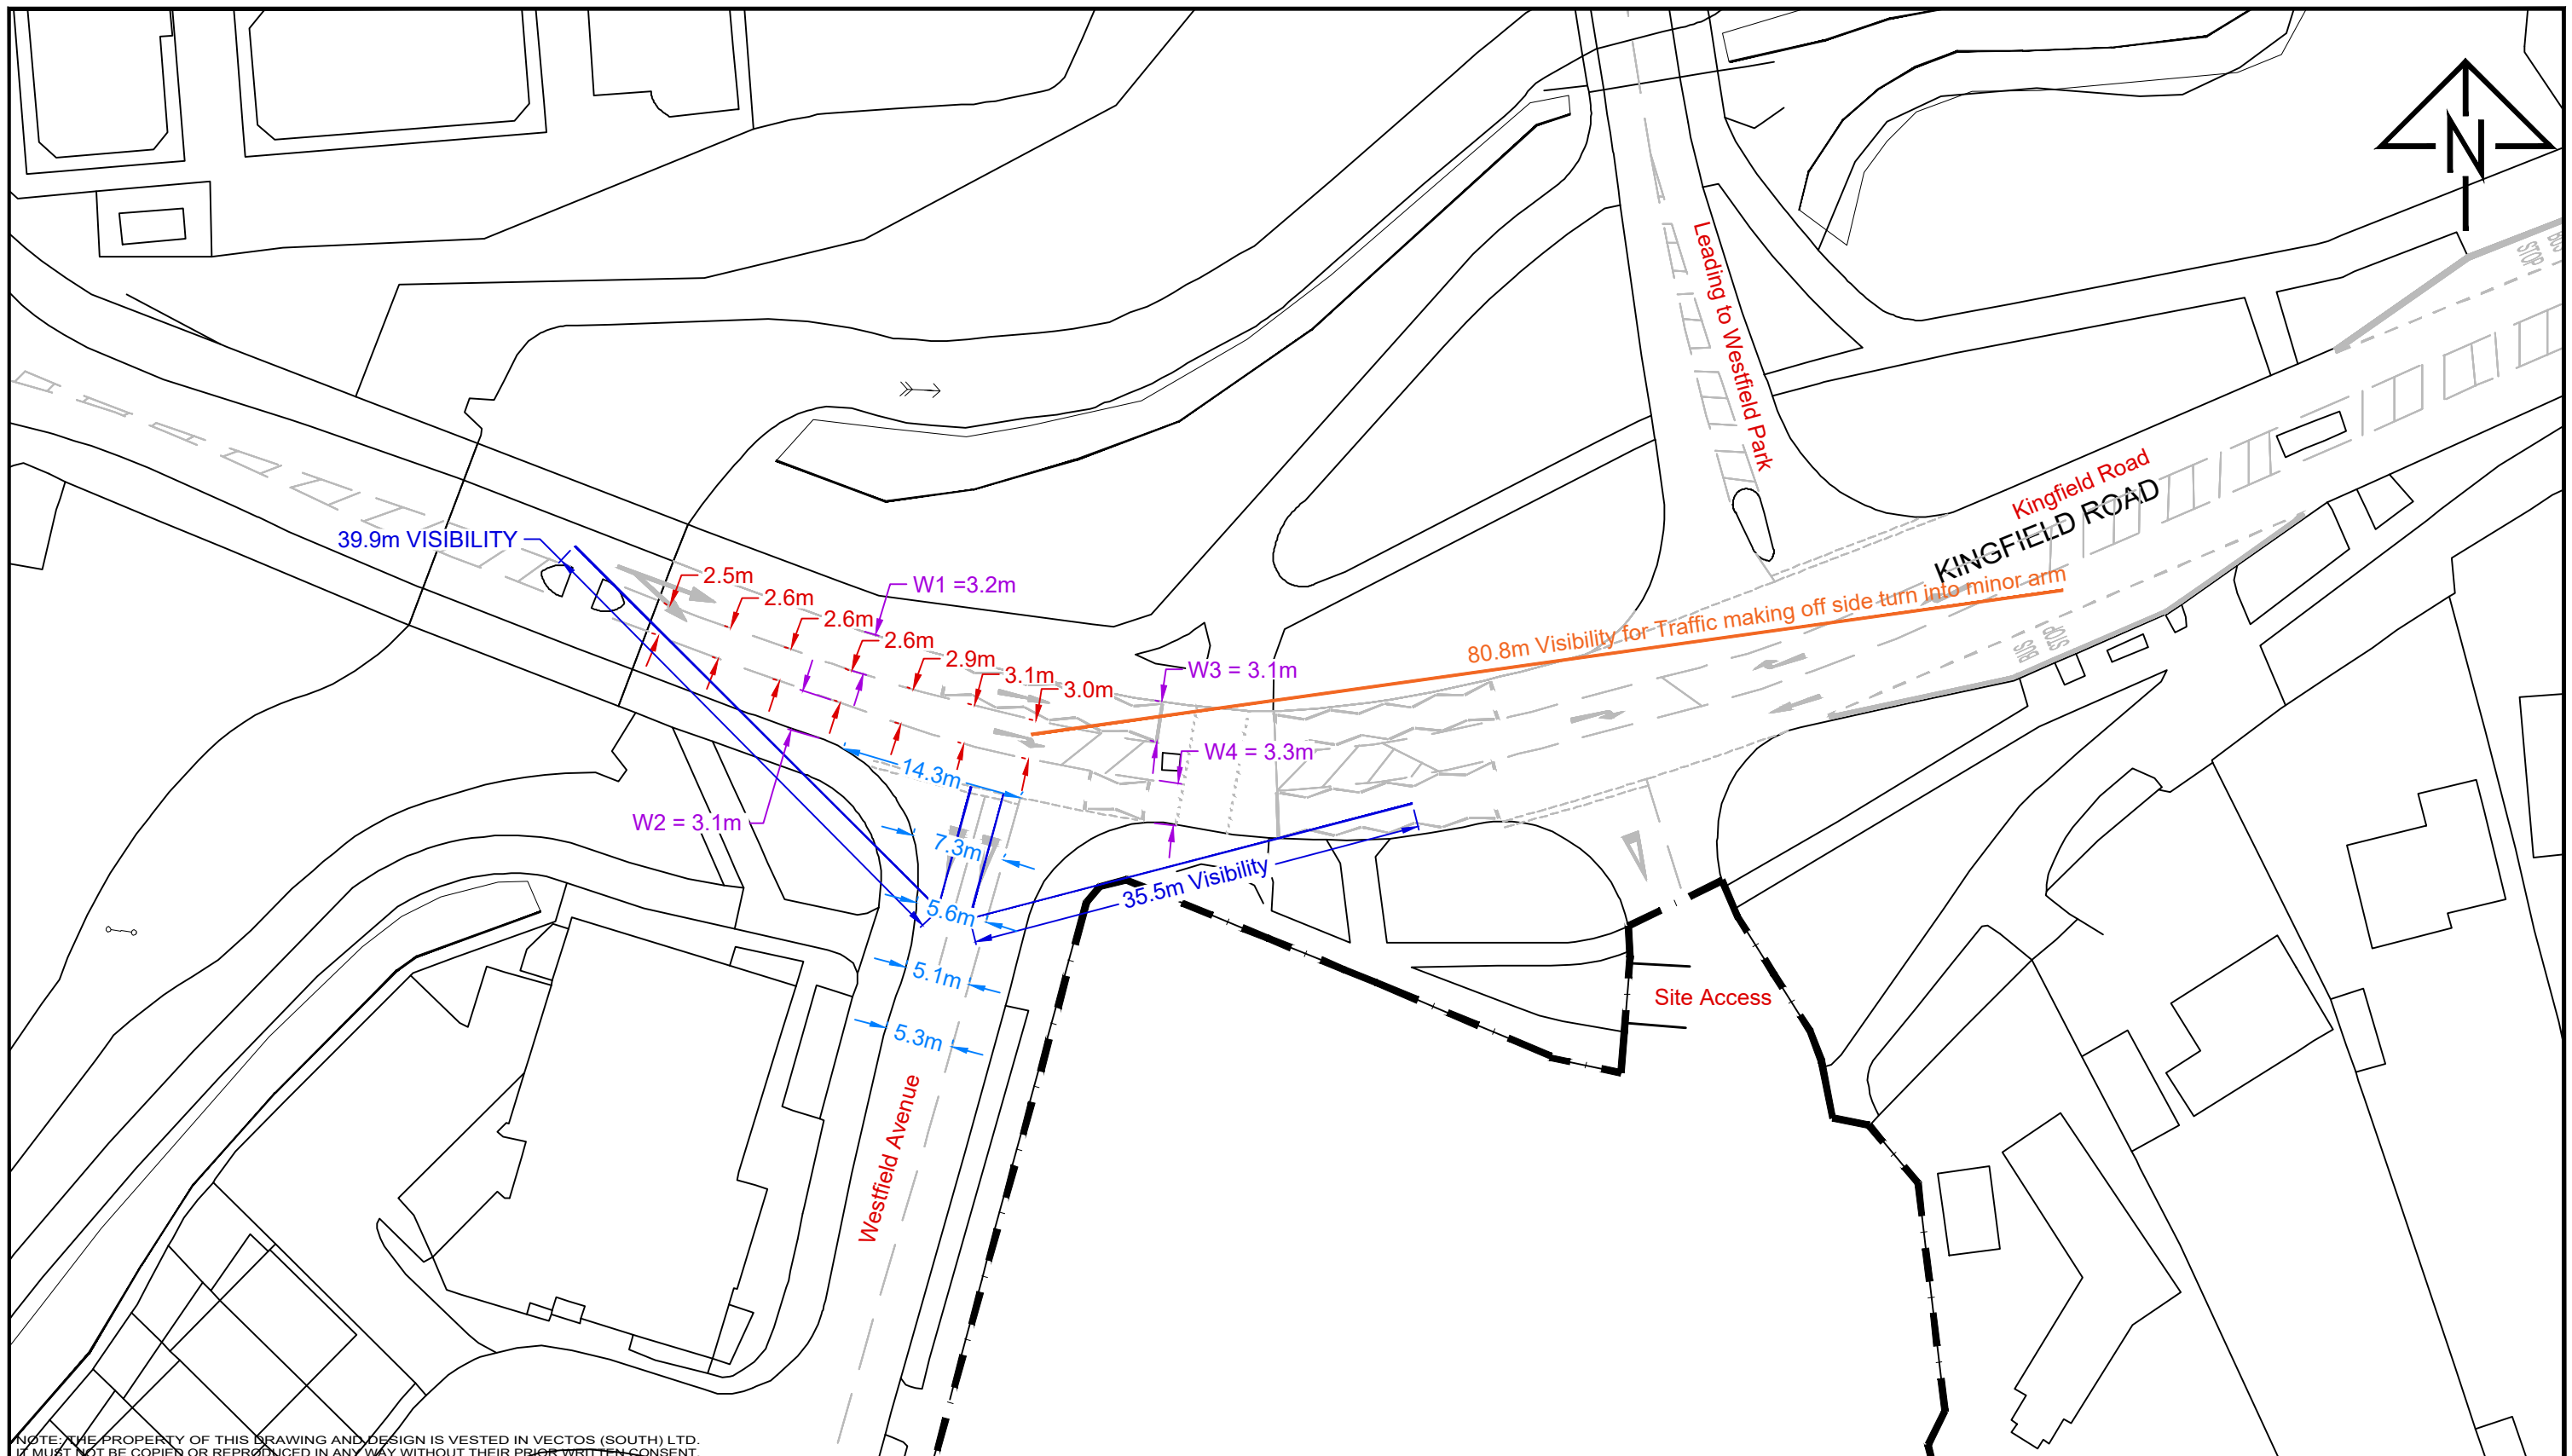 N
STOP
Leading to Westfield Park
Kingfield Road
KINGFIELD ROAD
39.9m VISIBILITY
2.5m
2.6m
W1 =3.2m
2.6m
2.6m
2.9m
3.1m
3.0m
W3 = 3.1m
80.8m Visibility for Traffic making off side turn into minor arm
STOP
BUS
W4 = 3.3m
14.3m
W2 = 3.1m
7.3m
35.5m Visibility
5.6m
5.1m
Site Access
5.3m
Westfield Avenue
NOTE: THE PROPERTY OF THIS DRAWING AND DESIGN IS VESTED IN VECTOS (SOUTH) LTD.
IT MUST NOT BE COPIED OR REPRODUCED IN ANY WAY WITHOUT THEIR PRIOR WRITTEN CONSENT.